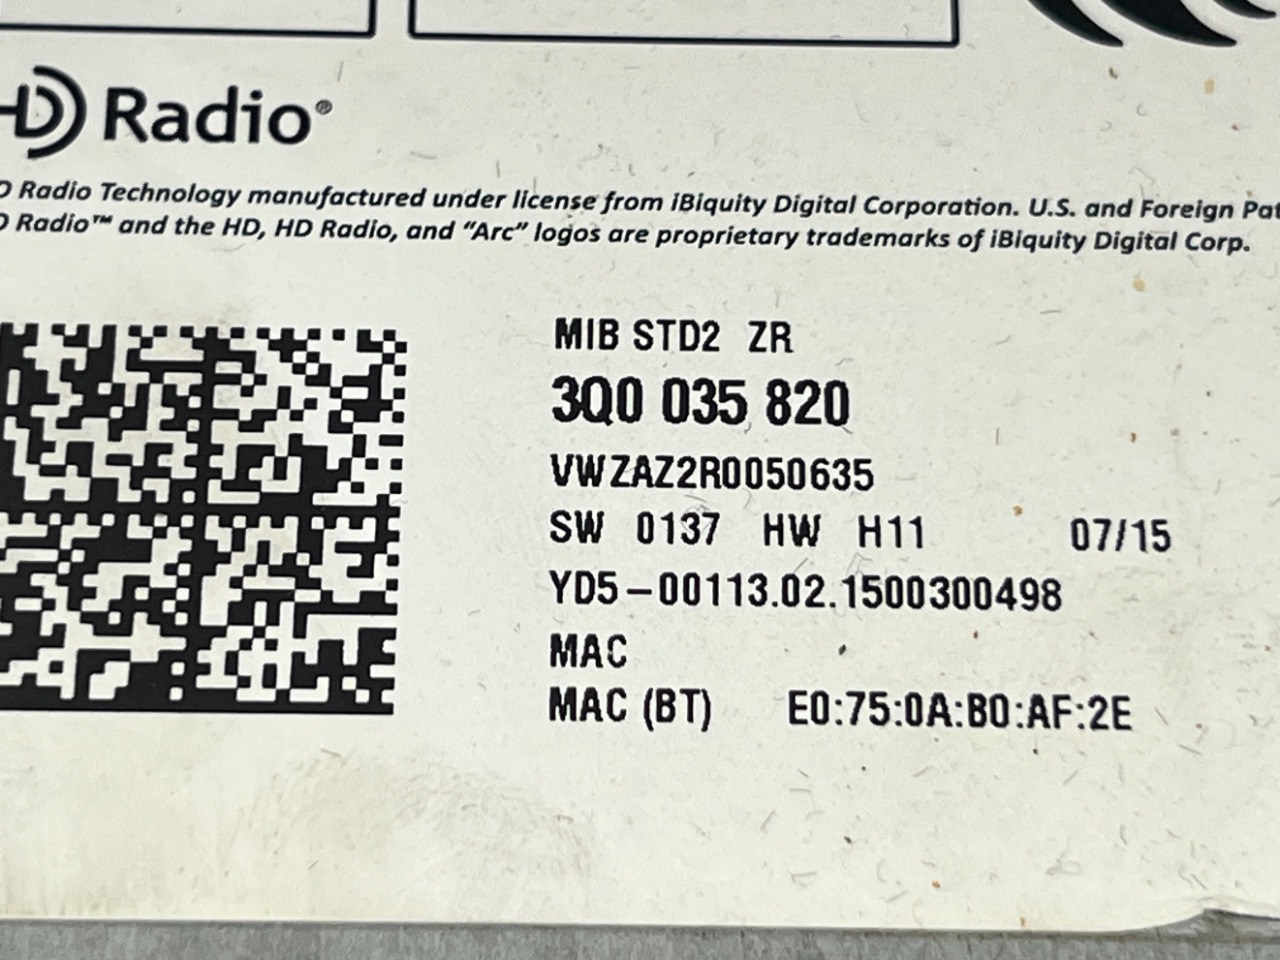 HD Radio®
D Radio Technology manufactured under license from iBiquity Digital Corporation. U.S. and Foreign Pat
D Radio™ and the HD, HD Radio, and “Arc” logos are proprietary trademarks of iBiquity Digital Corp.
MIB STD2 ZR
3Q0 035 820
VWZAZ2R0050635
SW 0137 HW H11 07/15
YD5-00113.02.1500300498
MAC
MAC (BT) E0:75:0A:B0:AF:2E